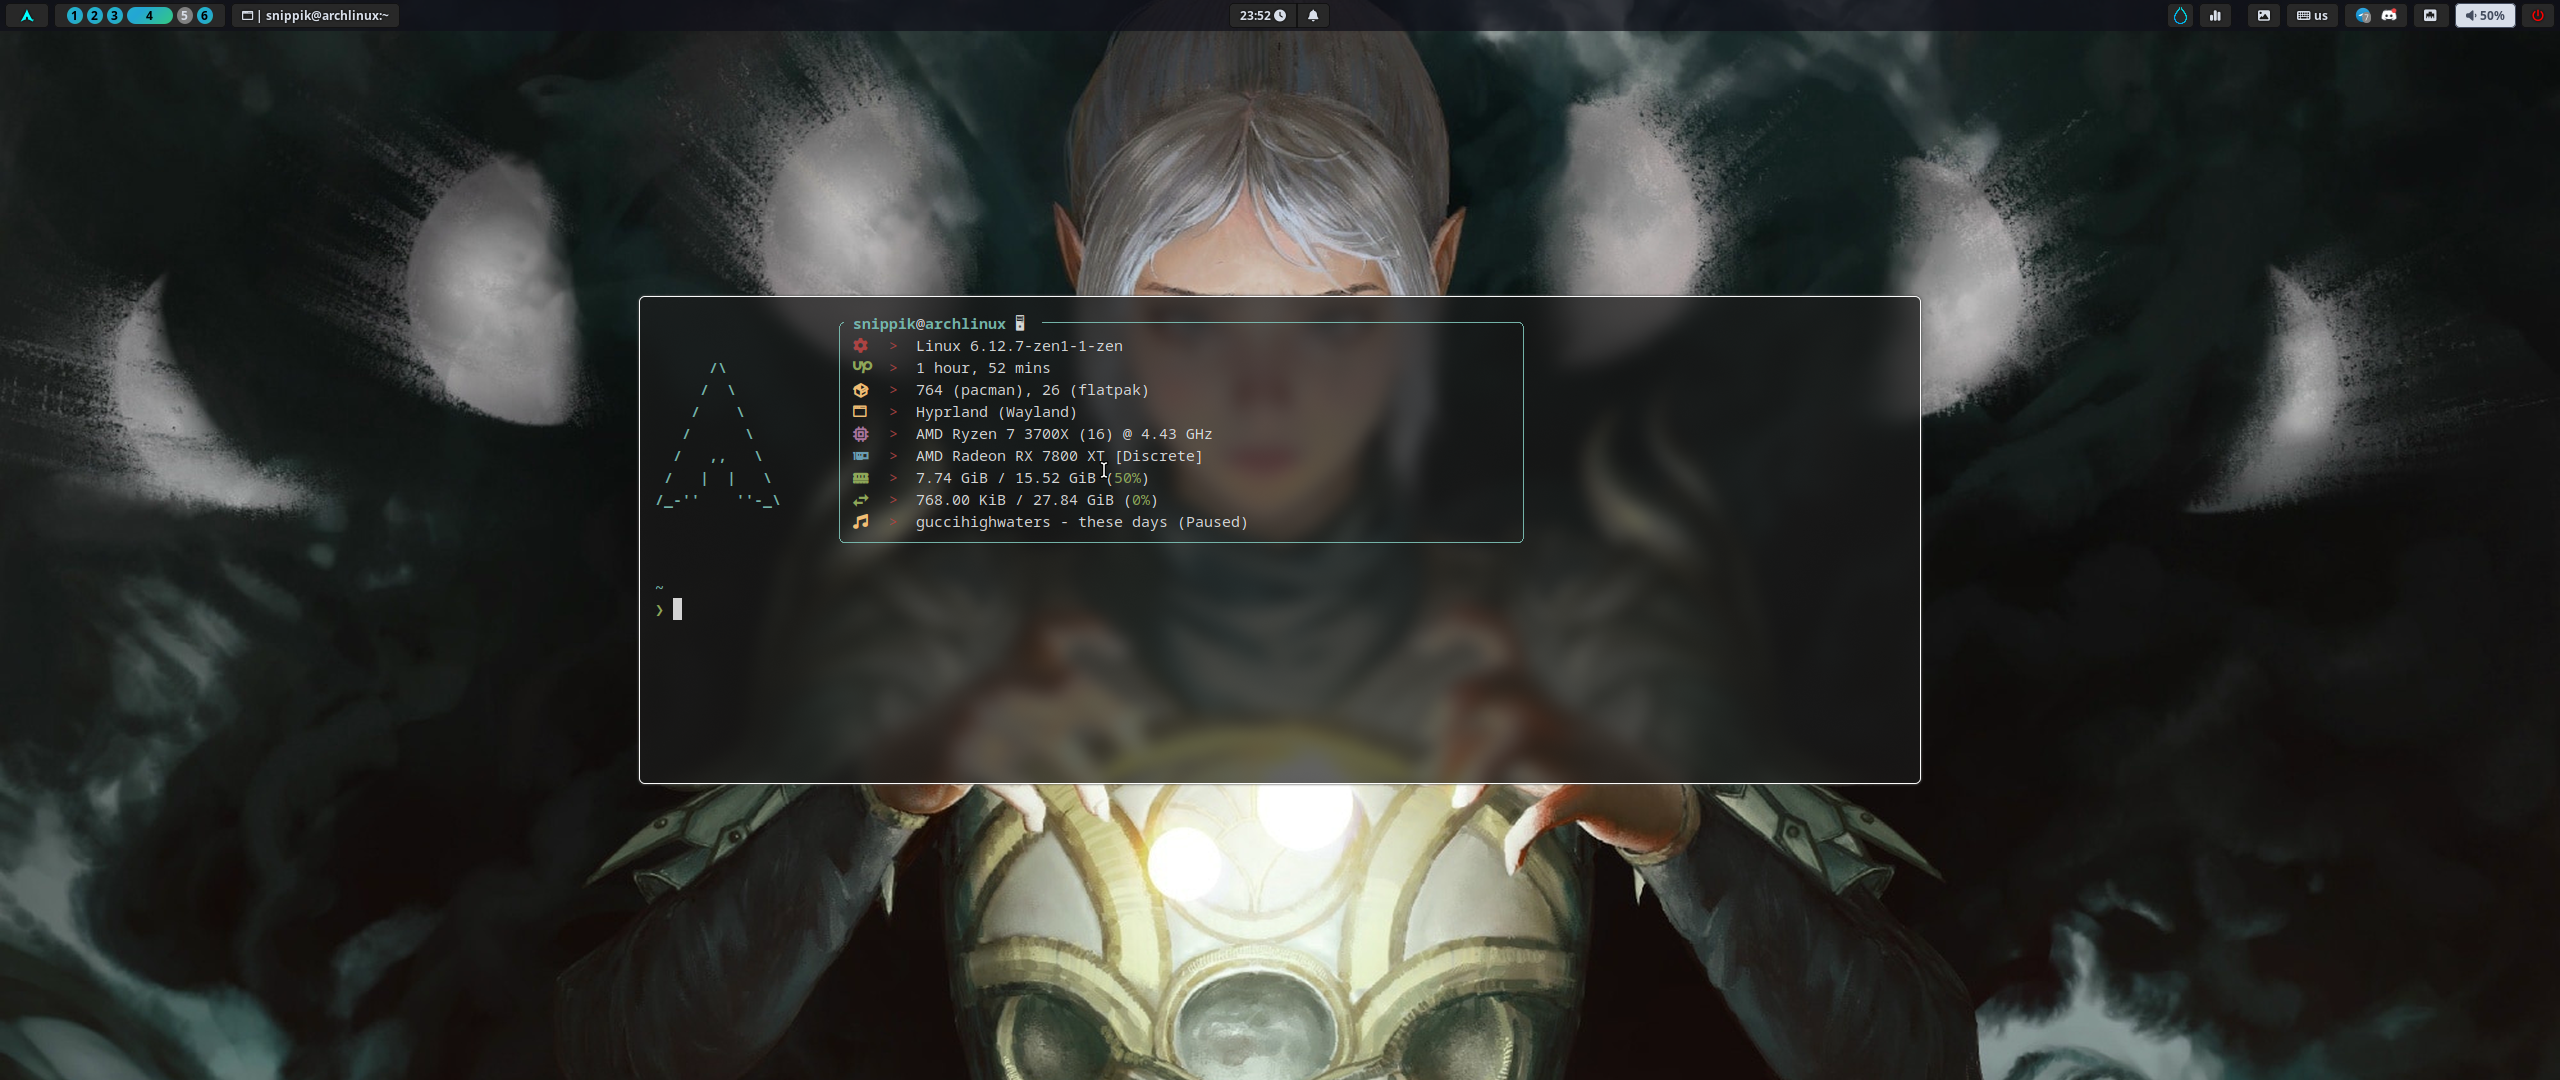 1 2 3 4 5 6 | snippik@archlinux:~ 23:52 us 50%
snippik@archlinux
> Linux 6.12.7-zen1-1-zen
up > 1 hour, 52 mins
> 764 (pacman), 26 (flatpak)
> Hyprland (Wayland)
> AMD Ryzen 7 3700X (16) @ 4.43 GHz
> AMD Radeon RX 7800 XT [Discrete]
> 7.74 GiB / 15.52 GiB (50%)
> 768.00 KiB / 27.84 GiB (0%)
> guccihighwaters - these days (Paused)
/\
/ \
/ \
/ \
/ ,, \
/ | | \
/_-'' ''-_\
~
❯